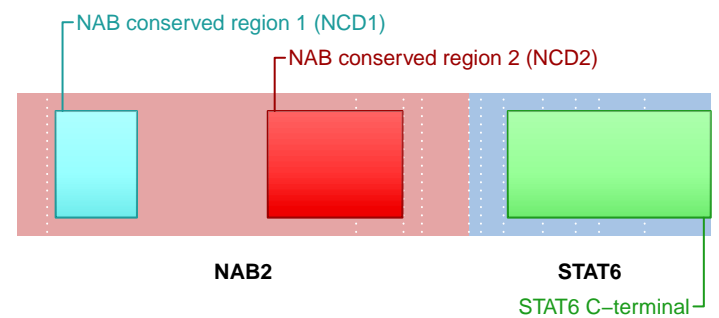 NAB conserved region 1 (NCD1)
NAB conserved region 2 (NCD2)
NAB2
STAT6
STAT6 C−terminal